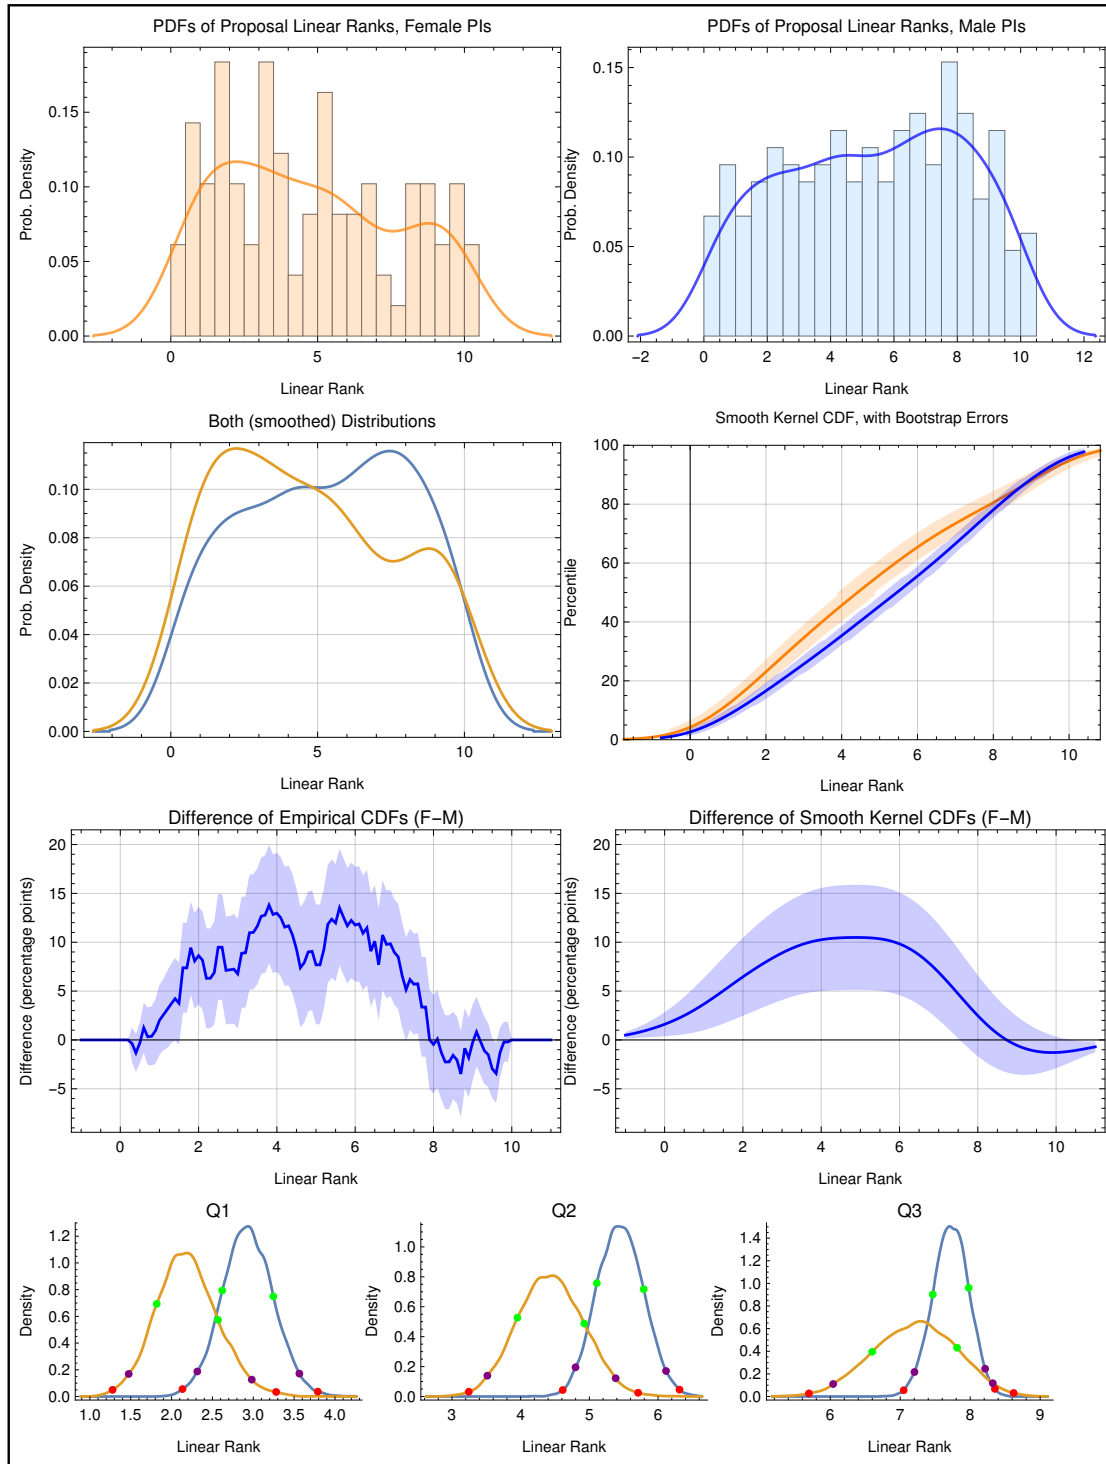 PDFs of Proposal Linear Ranks, Female PIs
PDFs of Proposal Linear Ranks, Male PIs
Prob. Density
0.15
0.10
0.05
0.00
0 5 10
Linear Rank
Prob. Density
0.15
0.10
0.05
0.00
−2 0 2 4 6 8 10 12
Linear Rank
Both (smoothed) Distributions
Smooth Kernel CDF, with Bootstrap Errors
Prob. Density
0.10
0.08
0.06
0.04
0.02
0.00
0 5 10
Linear Rank
Percentile
100
80
60
40
20
0
0 2 4 6 8 10
Linear Rank
Difference of Empirical CDFs (F−M)
Difference of Smooth Kernel CDFs (F−M)
Difference (percentage points)
20
15
10
5
0
−5
0 2 4 6 8 10
Linear Rank
Difference (percentage points)
20
15
10
5
0
−5
0 2 4 6 8 10
Linear Rank
Q1
Q2
Q3
Density
1.2
1.0
0.8
0.6
0.4
0.2
0.0
1.0 1.5 2.0 2.5 3.0 3.5 4.0
Linear Rank
Density
1.0
0.8
0.6
0.4
0.2
0.0
3 4 5 6
Linear Rank
Density
1.4
1.2
1.0
0.8
0.6
0.4
0.2
0.0
6 7 8 9
Linear Rank